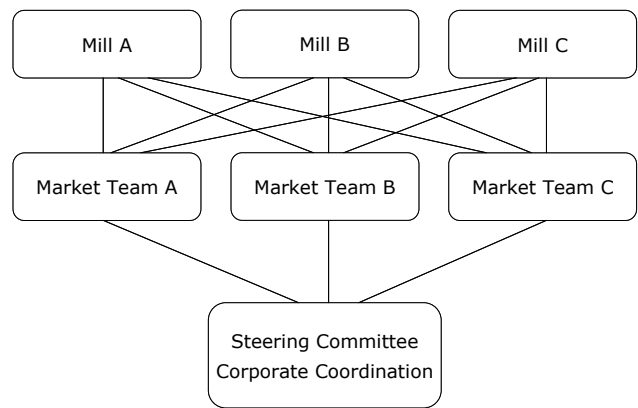 Mill A
Mill B
Mill C
Market Team A
Market Team B
Market Team C
Steering Committee
Corporate Coordination